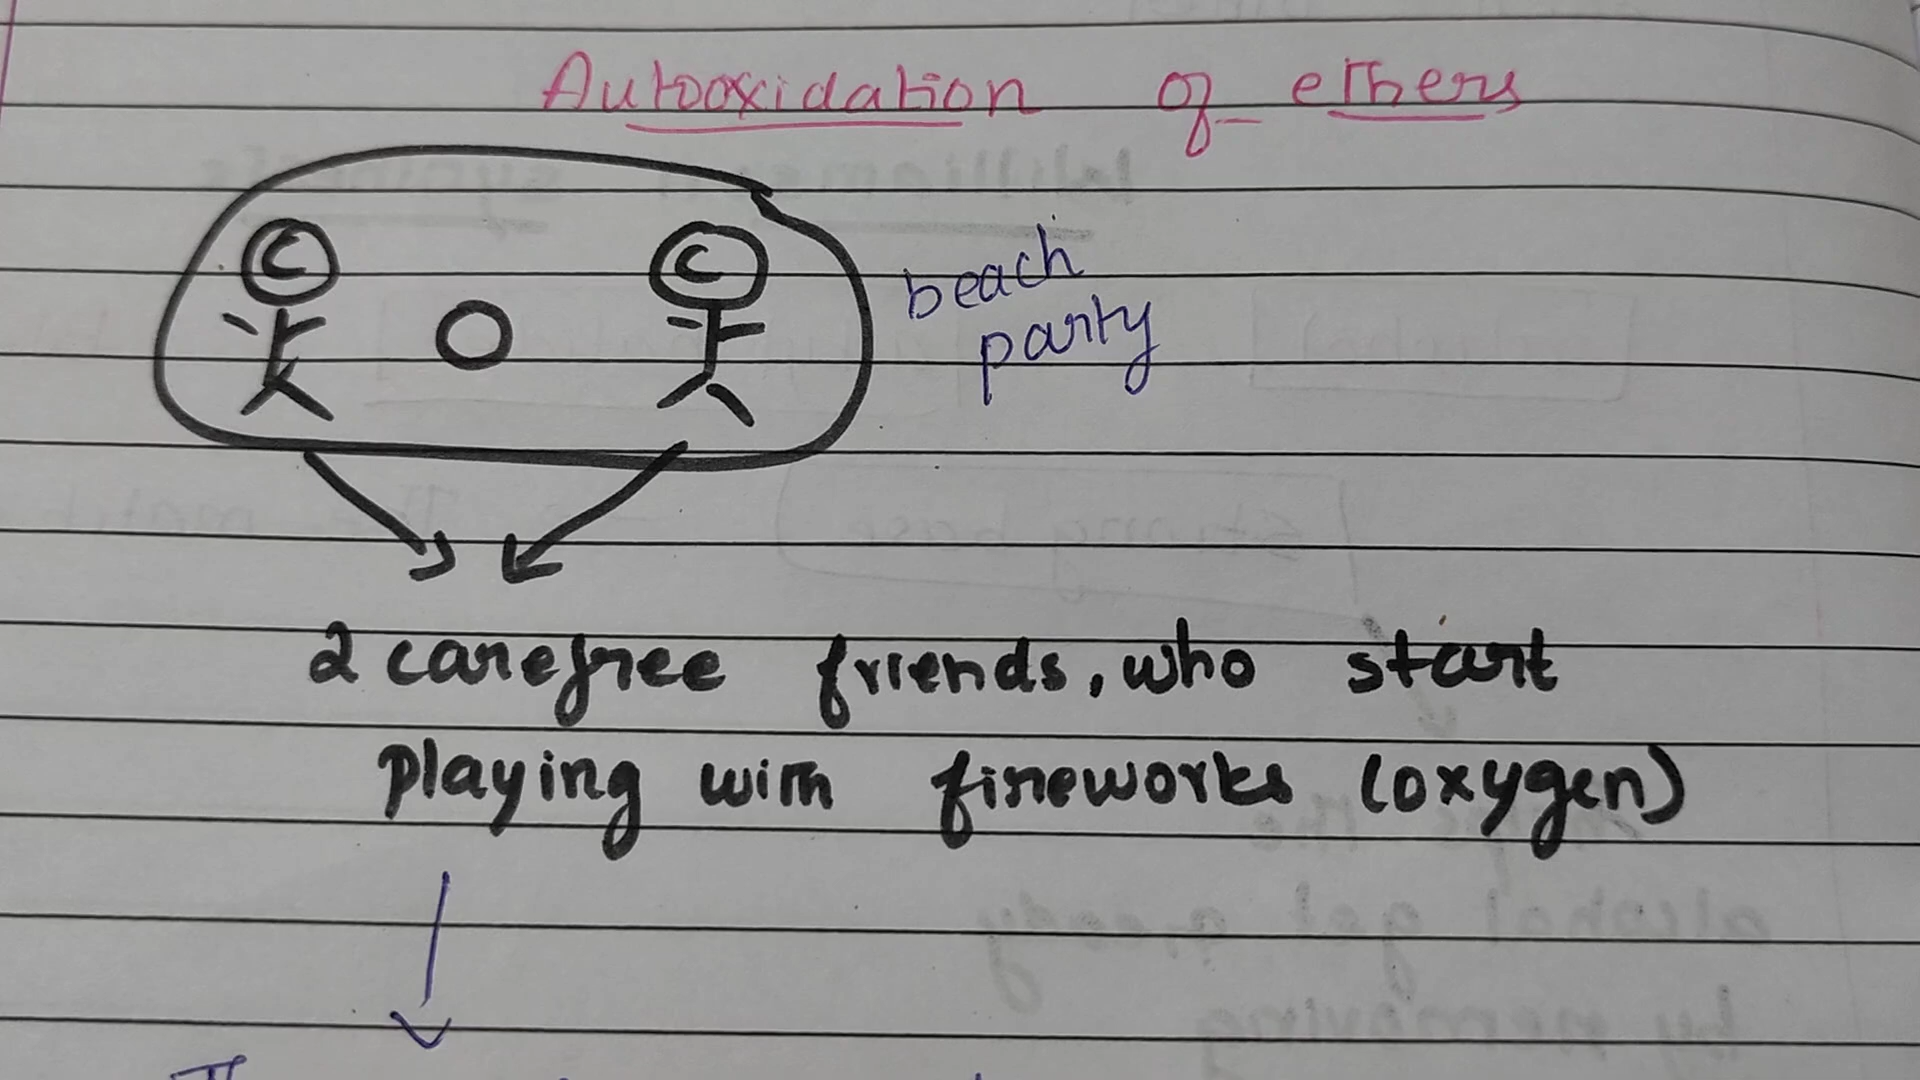 Autooxidation of ethers
C C
O
beach
party
2 carefree friends, who start
playing with fireworks (oxygen)